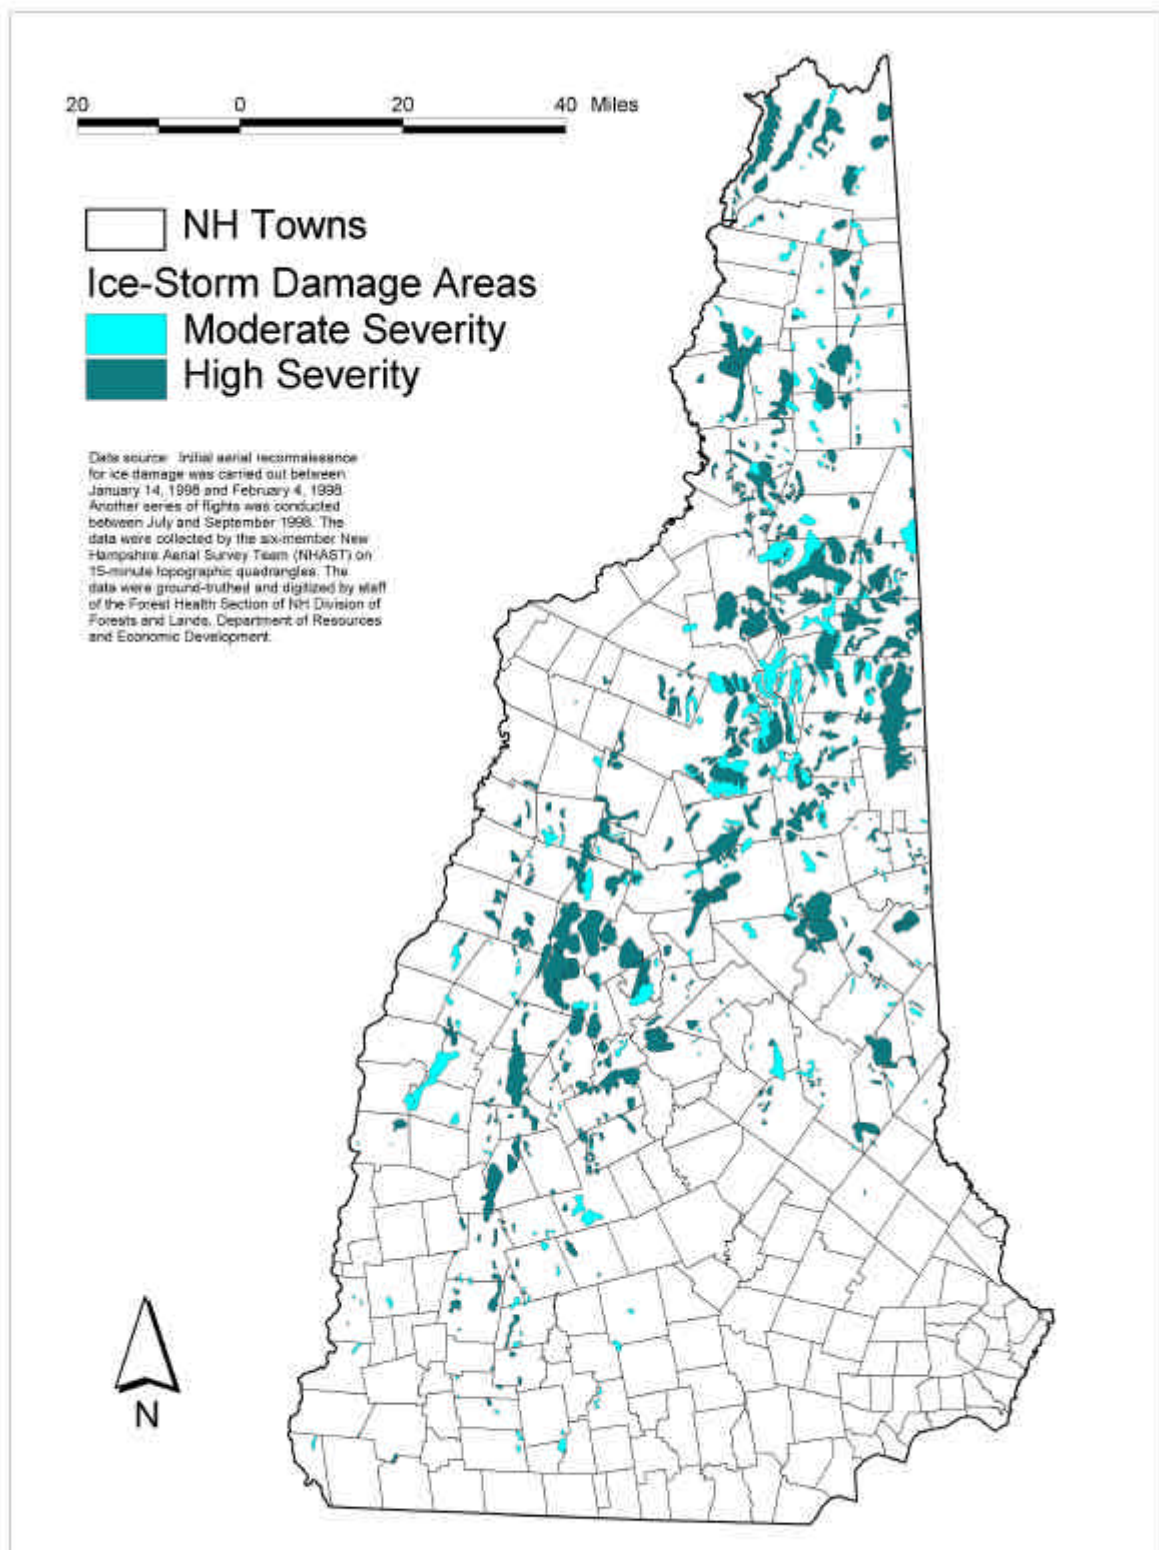 20 0 20 40 Miles
NH Towns
Ice-Storm Damage Areas
Moderate Severity
High Severity
Data source: Initial aerial reconnaissance
for ice damage was carried out between
January 14, 1998 and February 4, 1998.
Another series of flights was conducted
between July and September 1998. The
data were collected by the six-member New
Hampshire Aerial Survey Team (NHAST) on
15-minute topographic quadrangles. The
data were ground-truthed and digitized by staff
of the Forest Health Section of NH Division of
Forests and Lands, Department of Resources
and Economic Development.
N